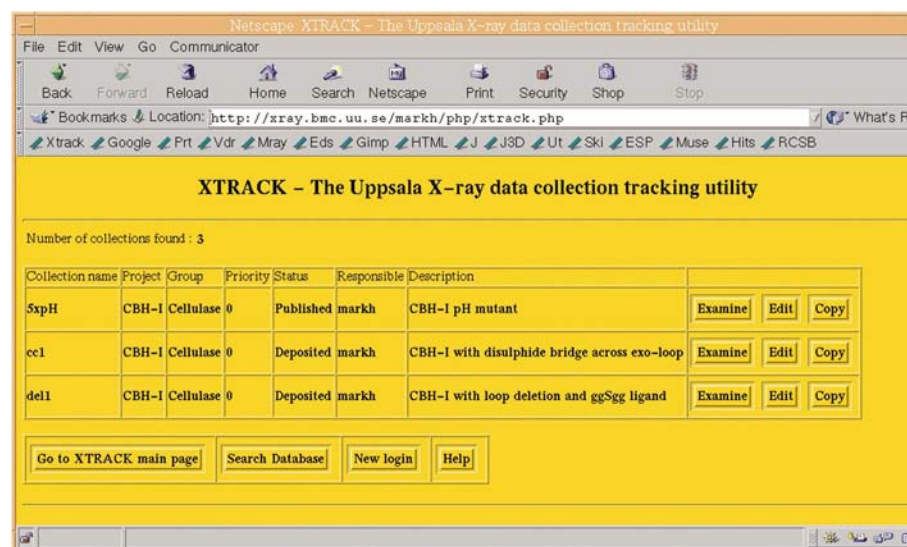 Netscape XTRACK – The Uppsala X-ray data collection tracking utility
File Edit View Go Communicator
Back Forward Reload Home Search Netscape Print Security Shop Stop
Bookmarks Location: http://xray.bmc.uu.se/markh/php/xtrack.php What's R
Xtrack Google Prt Vdr Mray Eds Gimp HTML J J3D Ut Ski ESP Muse Hits RCSB
XTRACK – The Uppsala X–ray data collection tracking utility
Number of collections found : 3
Collection name Project Group Priority Status Responsible Description
5xpH CBH–I Cellulase 0 Published markh CBH–I pH mutant Examine Edit Copy
cc1 CBH–I Cellulase 0 Deposited markh CBH–I with disulphide bridge across exo–loop Examine Edit Copy
del1 CBH–I Cellulase 0 Deposited markh CBH–I with loop deletion and ggSgg ligand Examine Edit Copy
Go to XTRACK main page Search Database New login Help